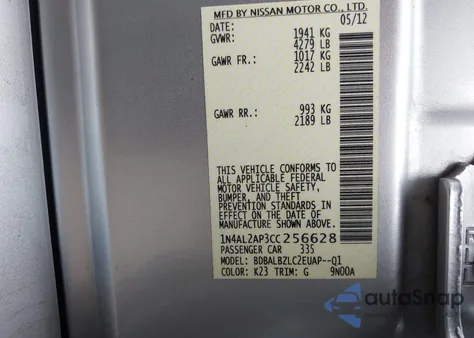 MFD BY NISSAN MOTOR CO., LTD.
DATE: 05/12
GVWR: 1941 KG
4279 LB
GAWR FR.: 1017 KG
2242 LB
GAWR RR.: 993 KG
2189 LB
THIS VEHICLE CONFORMS TO
ALL APPLICABLE FEDERAL
MOTOR VEHICLE SAFETY,
BUMPER, AND THEFT
PREVENTION STANDARDS
IN EFFECT ON THE DATE
OF MANUFACTURE SHOWN ABOVE.
1N4AL2AP3CC256628
PASSENGER CAR 335
MODEL: BDBALBZLC2EUAP--Q1
COLOR: K23 TRIM: G 9N00A
autoSnap